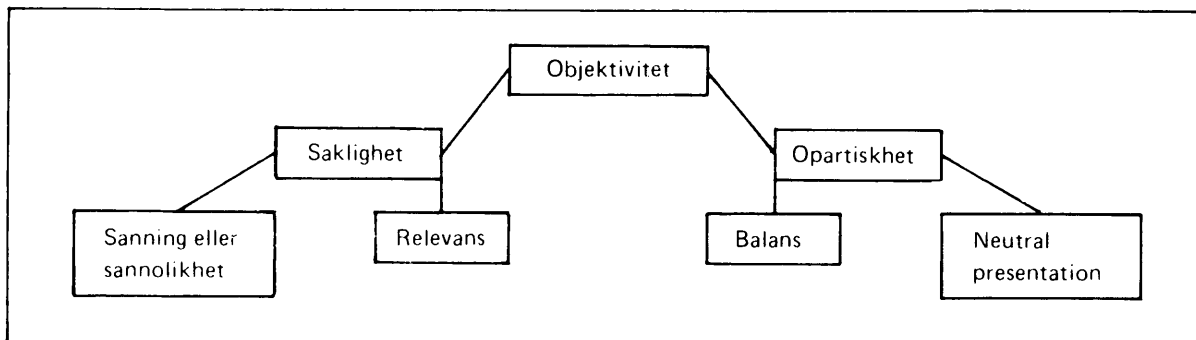 Objektivitet
Saklighet
Opartiskhet
Sanning eller
sannolikhet
Relevans
Balans
Neutral
presentation